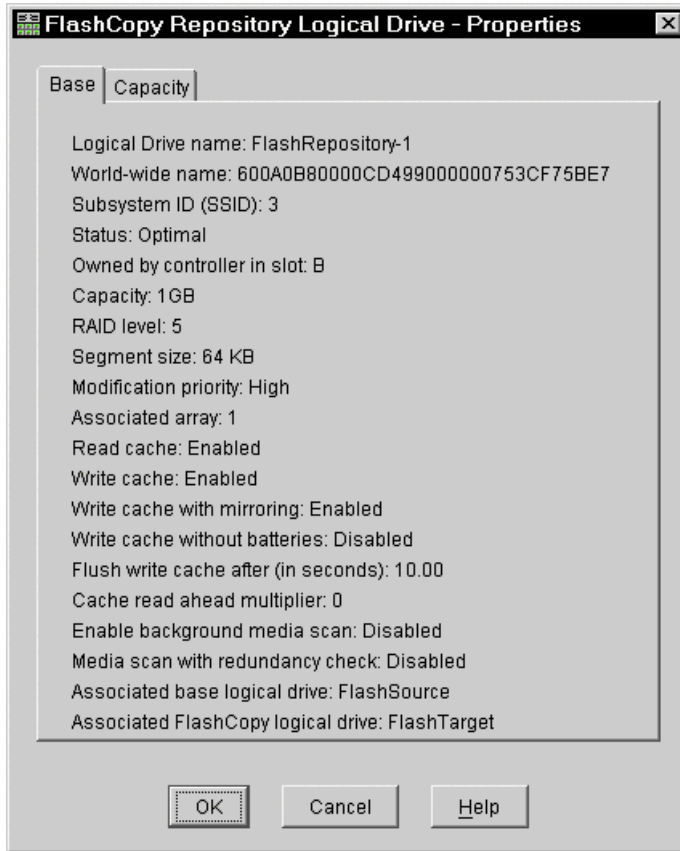 FlashCopy Repository Logical Drive - Properties
Base
Capacity
Logical Drive name: FlashRepository-1
World-wide name: 600A0B80000CD499000000753CF75BE7
Subsystem ID (SSID): 3
Status: Optimal
Owned by controller in slot: B
Capacity: 1GB
RAID level: 5
Segment size: 64 KB
Modification priority: High
Associated array: 1
Read cache: Enabled
Write cache: Enabled
Write cache with mirroring: Enabled
Write cache without batteries: Disabled
Flush write cache after (in seconds): 10.00
Cache read ahead multiplier: 0
Enable background media scan: Disabled
Media scan with redundancy check: Disabled
Associated base logical drive: FlashSource
Associated FlashCopy logical drive: FlashTarget
OK
Cancel
Help